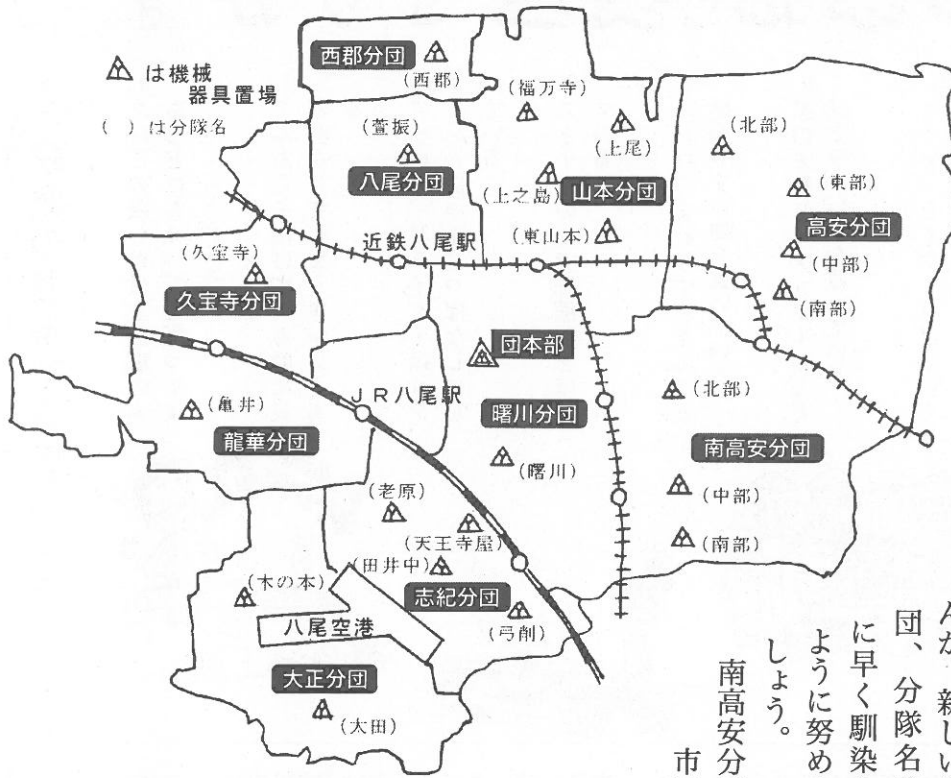 は機械
器具置場
（　）は分隊名
西郡分団
（西郡）
（萱振）
八尾分団
（福万寺）
（上尾）
（上之島）
山本分団
（東山本）
（北部）
（東部）
高安分団
（中部）
（南部）
近鉄八尾駅
（久宝寺）
久宝寺分団
団本部
ＪＲ八尾駅
曙川分団
（曙川）
（北部）
南高安分団
（中部）
（南部）
（亀井）
龍華分団
（老原）
（天王寺屋）
（田井中）
志紀分団
（弓削）
（木の本）
八尾空港
大正分団
（太田）
団、分隊名
に早く馴染
ように努め
しょう。
南高安分
市